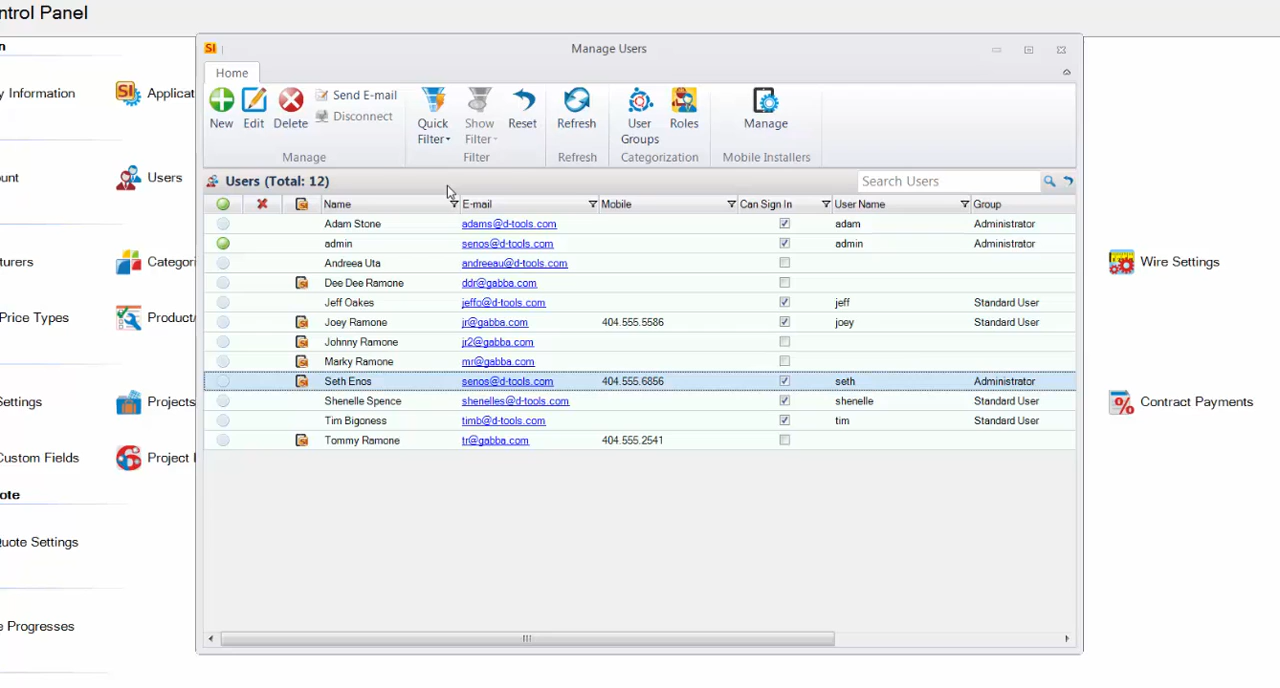 ntrol Panel
n
y Information
Applicat
unt
Users
turers
Categori
Price Types
Product/
Settings
Projects
Custom Fields
Project I
ote
uote Settings
e Progresses
SI
Manage Users
Home
New Edit Delete Send E-mail Disconnect
Manage
Quick Filter Show Filter Reset
Filter
Refresh
Refresh
User Groups Roles
Categorization
Manage
Mobile Installers
Users (Total: 12) Search Users
Name E-mail Mobile Can Sign In User Name Group
Adam Stone adams@d-tools.com adam Administrator
admin senos@d-tools.com admin Administrator
Andreea Uta andreeau@d-tools.com
Dee Dee Ramone ddr@gabba.com
Jeff Oakes jeffo@d-tools.com jeff Standard User
Joey Ramone jr@gabba.com 404.555.5586 joey Standard User
Johnny Ramone jr2@gabba.com
Marky Ramone mr@gabba.com
Seth Enos senos@d-tools.com 404.555.6856 seth Administrator
Shenelle Spence shenelles@d-tools.com shenelle Standard User
Tim Bigoness timb@d-tools.com tim Standard User
Tommy Ramone tr@gabba.com 404.555.2541
Wire Settings
Contract Payments